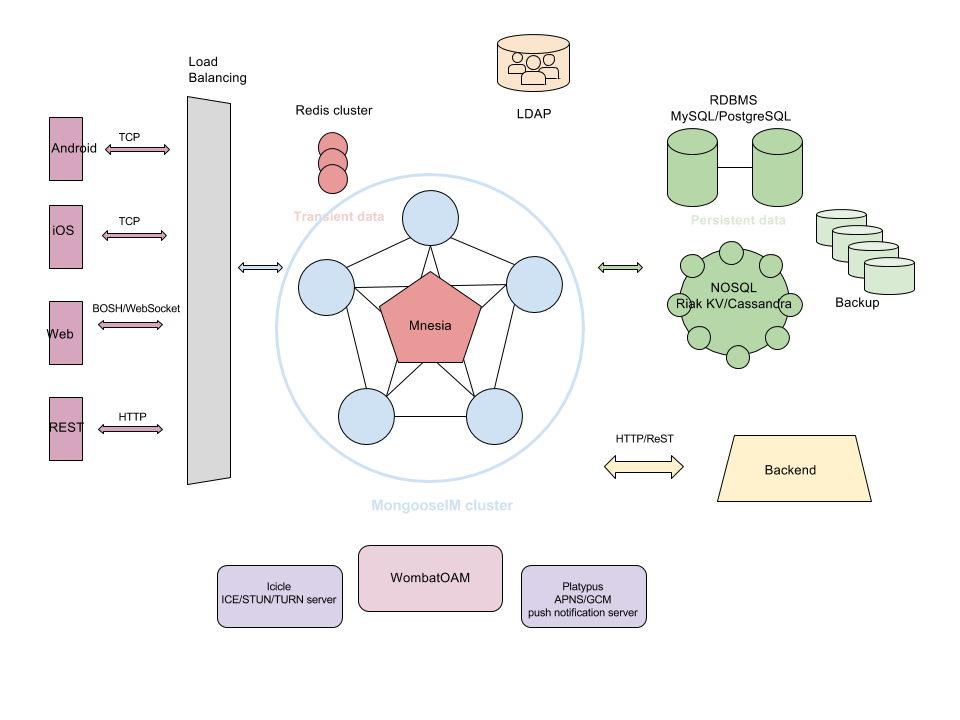 Load
Balancing
Redis cluster
LDAP
RDBMS
MySQL/PostgreSQL
Android
TCP
Transient data
Persistent data
iOS
TCP
NOSQL
Riak KV/Cassandra
Backup
Web
BOSH/WebSocket
Mnesia
REST
HTTP
HTTP/ReST
Backend
MongooseIM cluster
Icicle
ICE/STUN/TURN server
WombatOAM
Platypus
APNS/GCM
push notification server